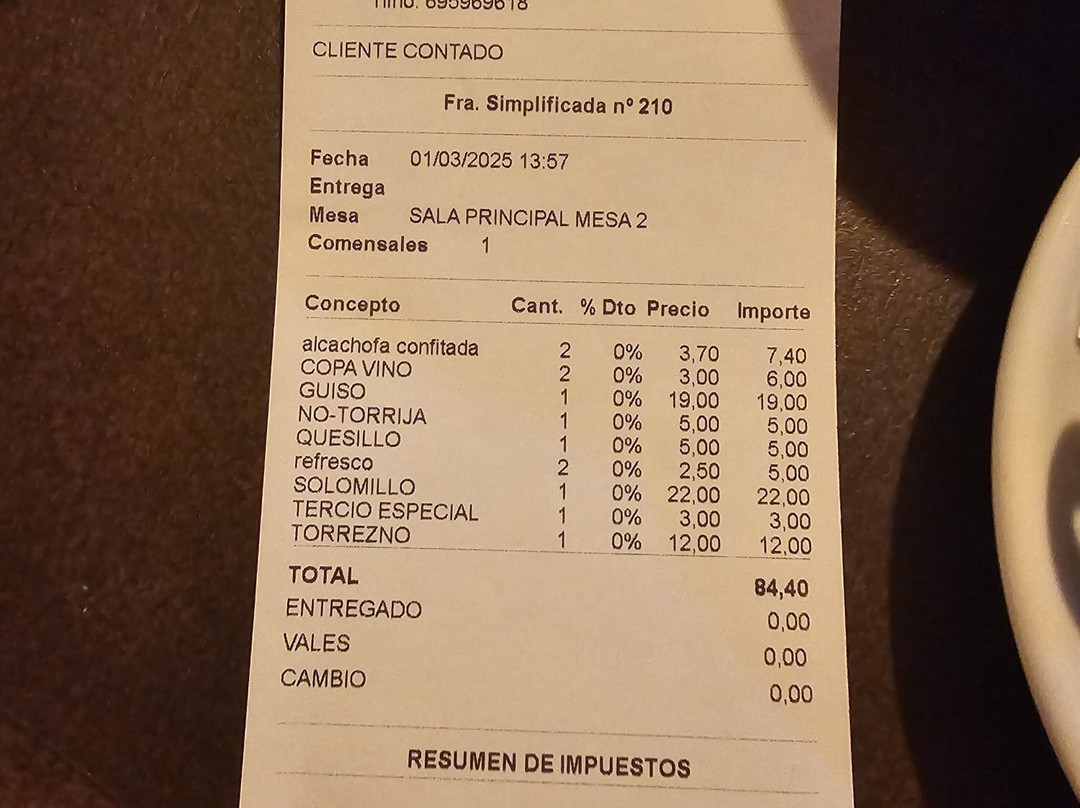 695969618
CLIENTE CONTADO
Fra. Simplificada nº 210
Fecha 01/03/2025 13:57
Entrega
Mesa SALA PRINCIPAL MESA 2
Comensales 1
Concepto Cant. % Dto Precio Importe
alcachofa confitada 2 0% 3,70 7,40
COPA VINO 2 0% 3,00 6,00
GUISO 1 0% 19,00 19,00
NO-TORRIJA 1 0% 5,00 5,00
QUESILLO 1 0% 5,00 5,00
refresco 2 0% 2,50 5,00
SOLOMILLO 1 0% 22,00 22,00
TERCIO ESPECIAL 1 0% 3,00 3,00
TORREZNO 1 0% 12,00 12,00
TOTAL 84,40
ENTREGADO 0,00
VALES 0,00
CAMBIO 0,00
RESUMEN DE IMPUESTOS